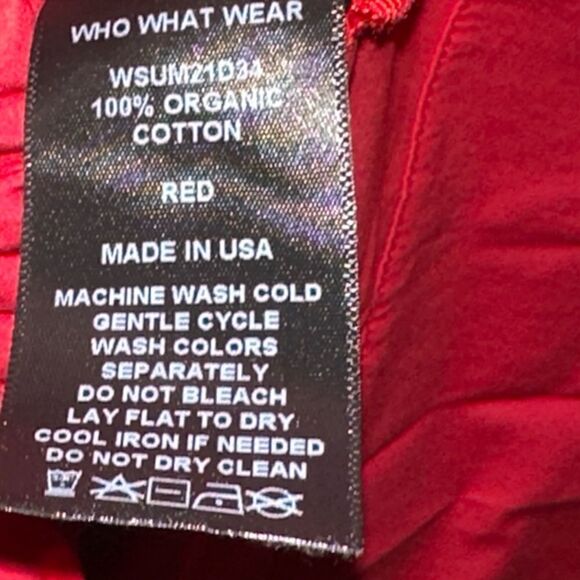 WHO WHAT WEAR
WSUM21D34
100% ORGANIC
COTTON
RED
MADE IN USA
MACHINE WASH COLD
GENTLE CYCLE
WASH COLORS
SEPARATELY
DO NOT BLEACH
LAY FLAT TO DRY
COOL IRON IF NEEDED
DO NOT DRY CLEAN